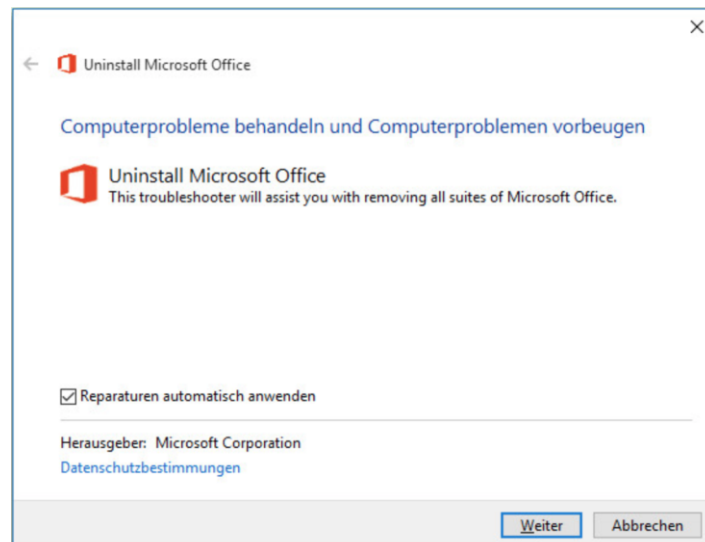 Uninstall Microsoft Office
Computerprobleme behandeln und Computerproblemen vorbeugen
Uninstall Microsoft Office
This troubleshooter will assist you with removing all suites of Microsoft Office.
Reparaturen automatisch anwenden
Herausgeber: Microsoft Corporation
Datenschutzbestimmungen
Weiter Abbrechen